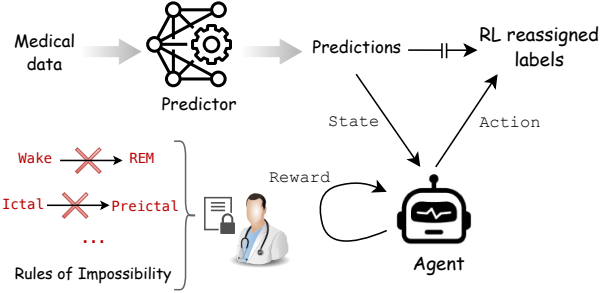 Medical
data
Predictor
Predictions
RL reassigned
labels
State
Action
Reward
Agent
Wake
REM
Ictal
Preictal
...
Rules of Impossibility